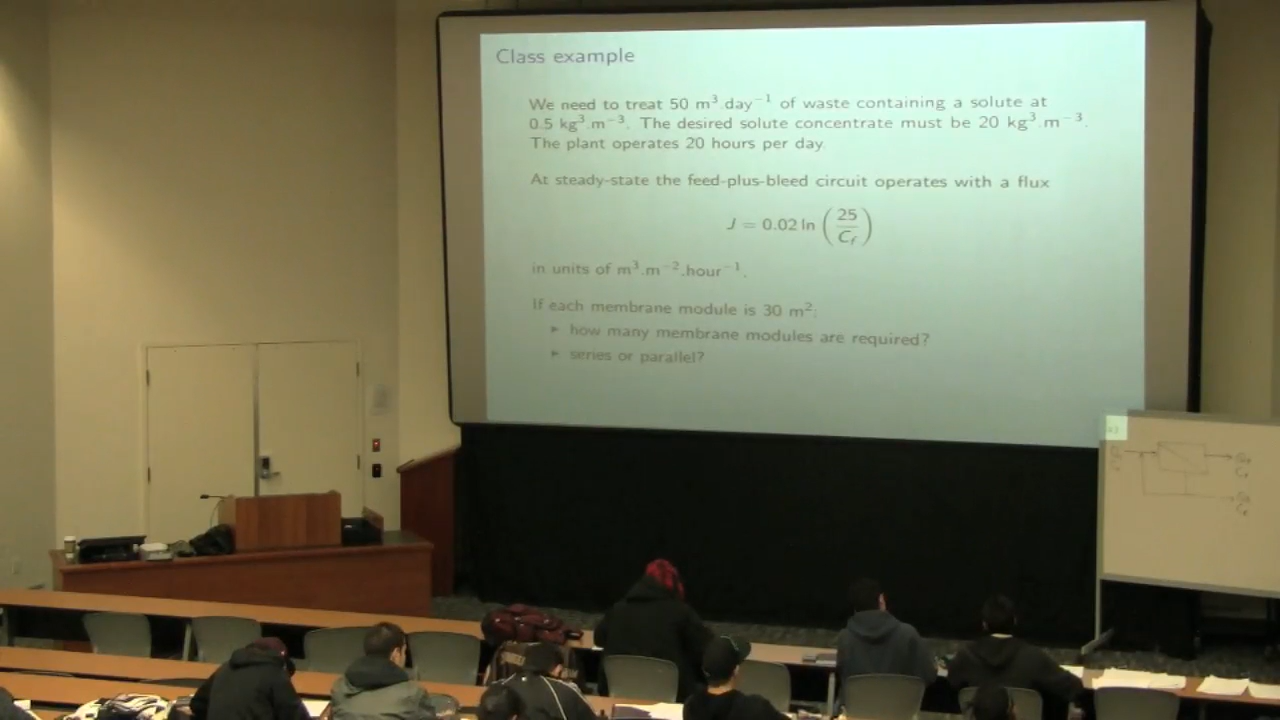 Class example
We need to treat 50 m³.day⁻¹ of waste containing a solute at
0.5 kg³.m⁻³. The desired solute concentrate must be 20 kg³.m⁻³.
The plant operates 20 hours per day.
At steady-state the feed-plus-bleed circuit operates with a flux
J = 0.02 ln (25/C_f)
in units of m³.m⁻².hour⁻¹.
If each membrane module is 30 m²:
▸ how many membrane modules are required?
▸ series or parallel?